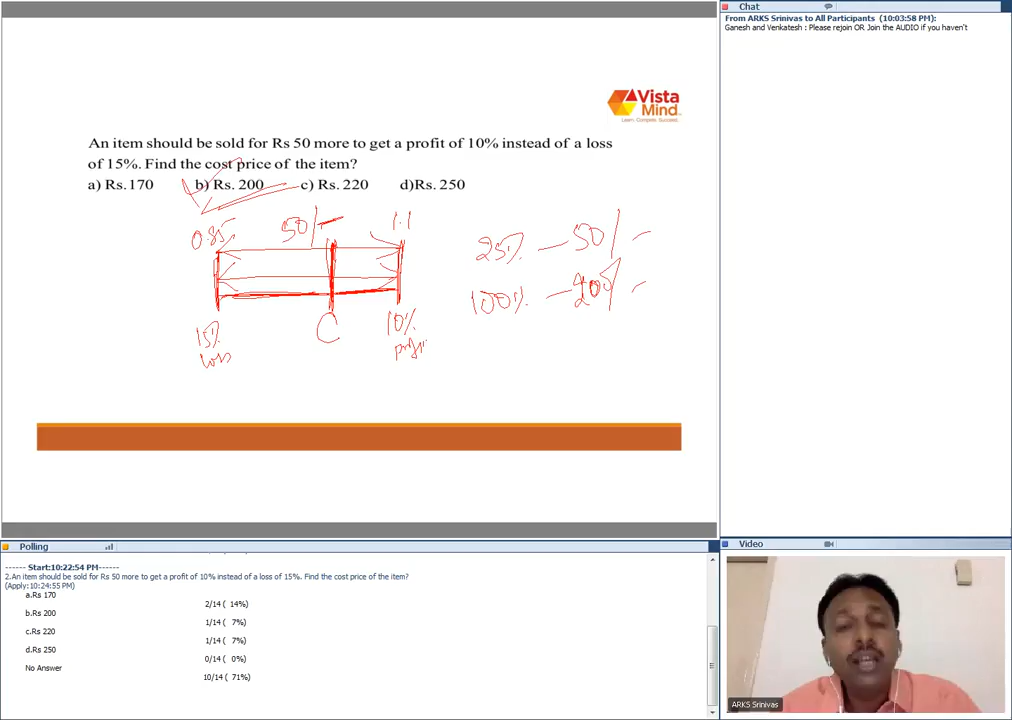 Chat
From ARKS Srinivas to All Participants (10:03:58 PM):
Ganesh and Venkatesh : Please rejoin OR Join the AUDIO if you haven't
Vista
Mind
Learn. Complete. Succeed.
An item should be sold for Rs 50 more to get a profit of 10% instead of a loss
of 15%. Find the cost price of the item?
a) Rs.170 b) Rs. 200 c) Rs. 220 d)Rs. 250
0.85 50/- 1.1
25% — 50/-
100% — 200/-
15% C 10%
loss profit
Polling
------ Start:10:22:54 PM------
2.An item should be sold for Rs 50 more to get a profit of 10% instead of a loss of 15%. Find the cost price of the item?
(Apply:10:24:55 PM)
a.Rs 170
2/14 ( 14%)
b.Rs 200
1/14 ( 7%)
c.Rs 220
1/14 ( 7%)
d.Rs 250
0/14 ( 0%)
No Answer
10/14 ( 71%)
Video
ARKS Srinivas